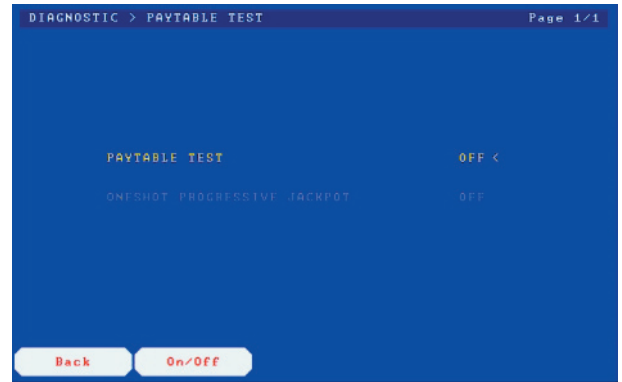 DIAGNOSTIC > PAYTABLE TEST Page 1/1
PAYTABLE TEST OFF <
ONESHOT PROGRESSIVE JACKPOT OFF
Back On/Off